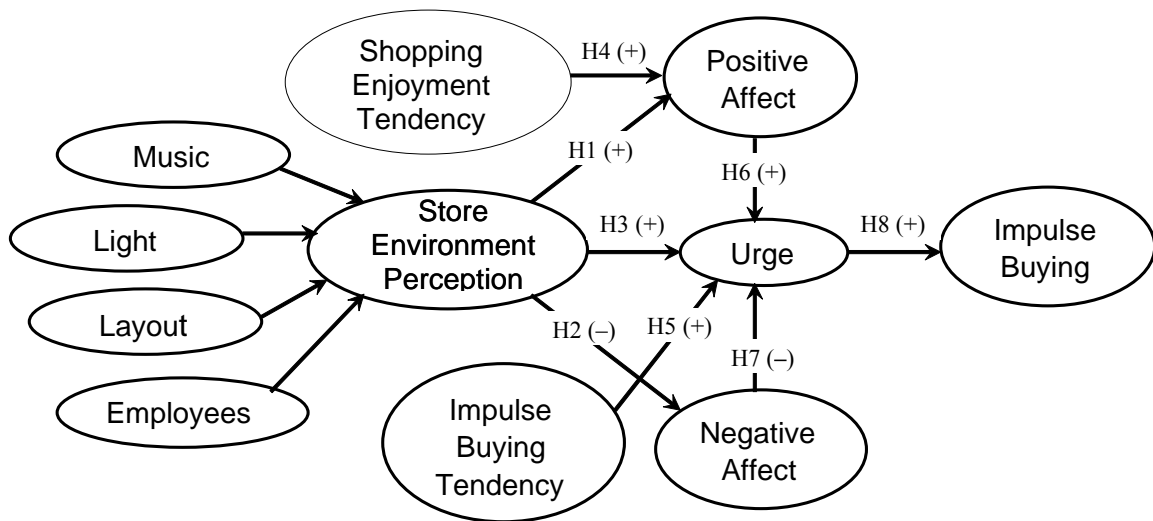 Shopping
Enjoyment
Tendency
H4 (+)
Positive
Affect
Music
H1 (+)
H6 (+)
Light
Store
Environment
Perception
H3 (+)
Urge
H8 (+)
Impulse
Buying
Layout
H2 (–)
H5 (+)
H7 (–)
Employees
Impulse
Buying
Tendency
Negative
Affect